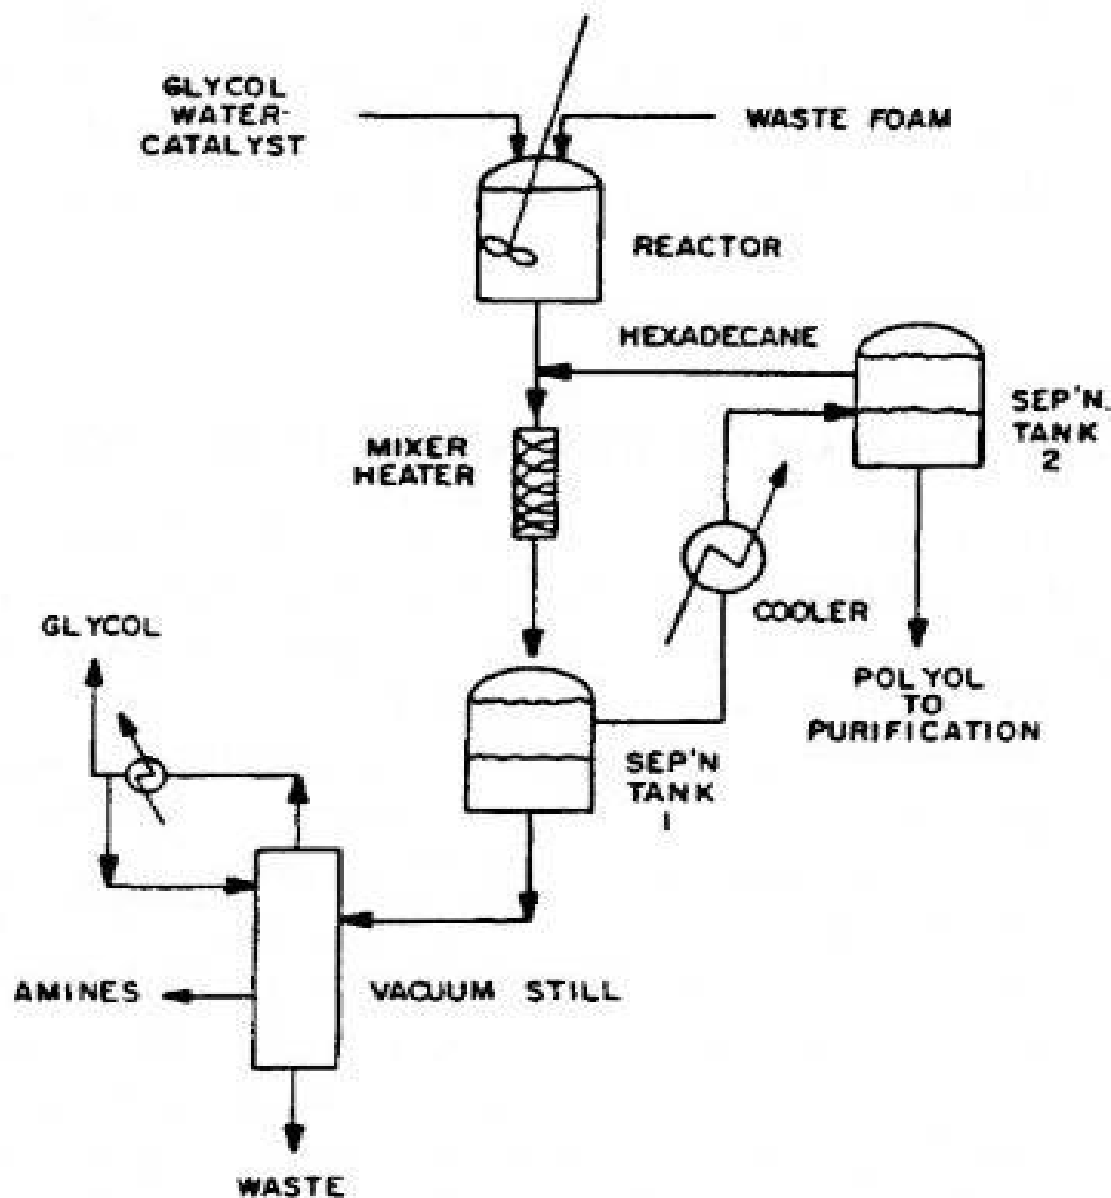 GLYCOL
WATER-
CATALYST
WASTE FOAM
REACTOR
HEXADECANE
SEP'N.
TANK
2
MIXER
HEATER
COOLER
GLYCOL
POLYOL
TO
PURIFICATION
SEP'N
TANK
1
AMINES
VACUUM STILL
WASTE